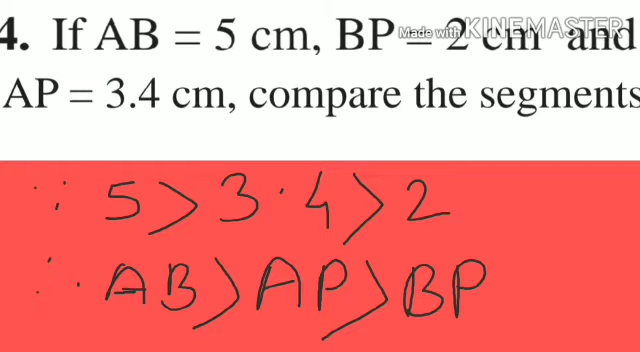 4. If AB = 5 cm, BP = 2 cm and
Made with KINEMASTER
AP = 3.4 cm, compare the segments
∵ 5 > 3.4 > 2
∴ AB > AP > BP